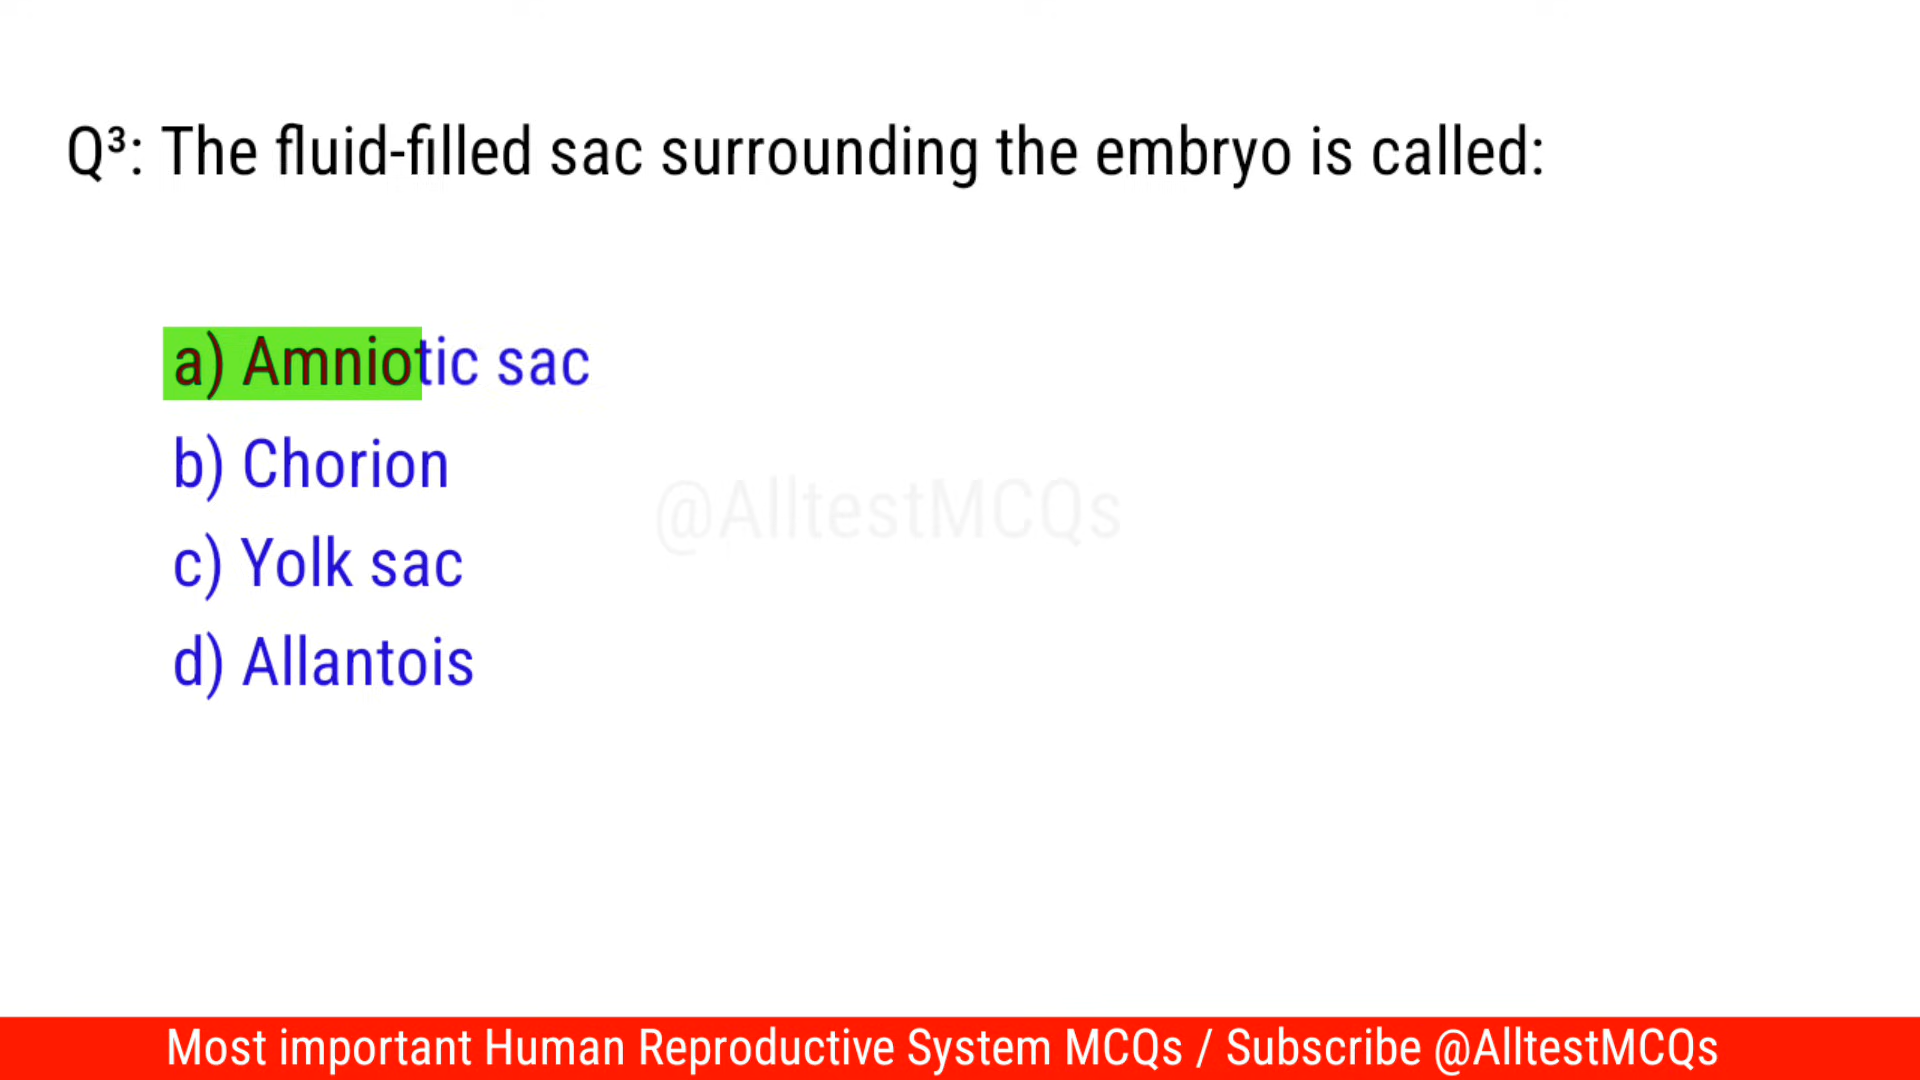 Q³: The fluid-filled sac surrounding the embryo is called:
a) Amniotic sac
b) Chorion
@AlltestMCQs
c) Yolk sac
d) Allantois
Most important Human Reproductive System MCQs / Subscribe @AlltestMCQs